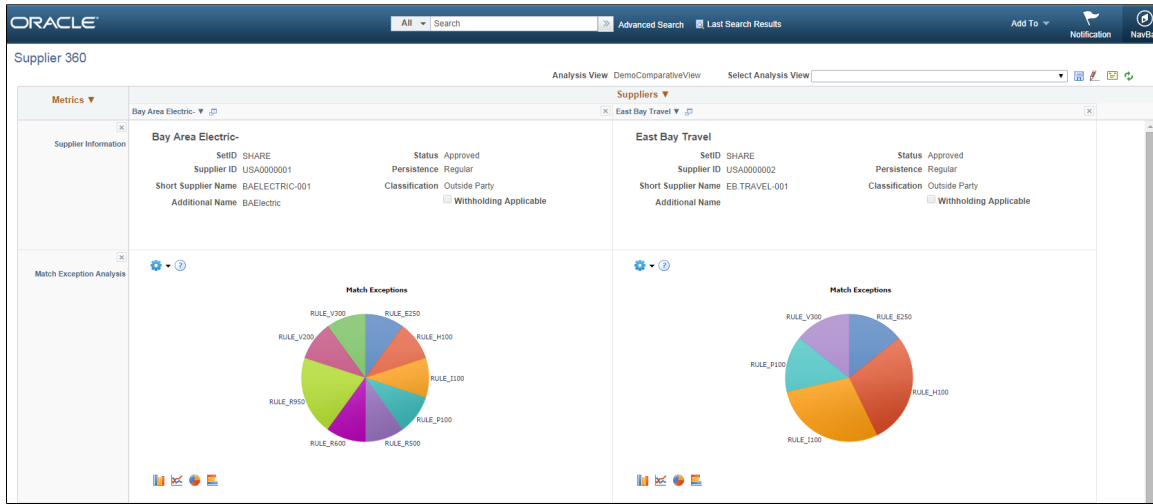 ORACLE
All Search Advanced Search Last Search Results Add To Notification NavBa
Supplier 360
Analysis View DemoComparativeView Select Analysis View
Metrics Suppliers
Bay Area Electric- East Bay Travel
Supplier Information
Bay Area Electric-
SetID SHARE Status Approved
Supplier ID USA0000001 Persistence Regular
Short Supplier Name BAELECTRIC-001 Classification Outside Party
Additional Name BAElectric Withholding Applicable
East Bay Travel
SetID SHARE Status Approved
Supplier ID USA0000002 Persistence Regular
Short Supplier Name EB.TRAVEL-001 Classification Outside Party
Additional Name Withholding Applicable
Match Exception Analysis
Match Exceptions
RULE_V300 RULE_E250
RULE_V200 RULE_H100
RULE_I100
RULE_R950
RULE_P100
RULE_R600 RULE_R500
Match Exceptions
RULE_V300 RULE_E250
RULE_P100
RULE_H100
RULE_I100